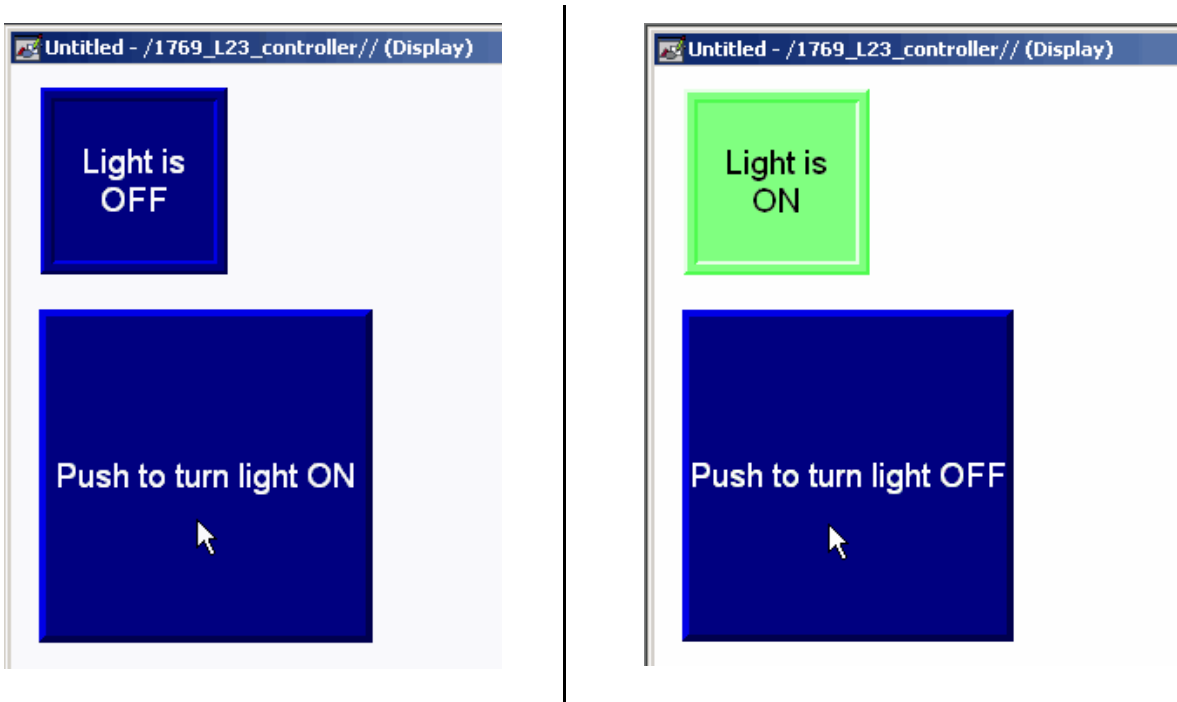 Untitled - /1769_L23_controller// (Display)
Light is
OFF
Push to turn light ON
Untitled - /1769_L23_controller// (Display)
Light is
ON
Push to turn light OFF